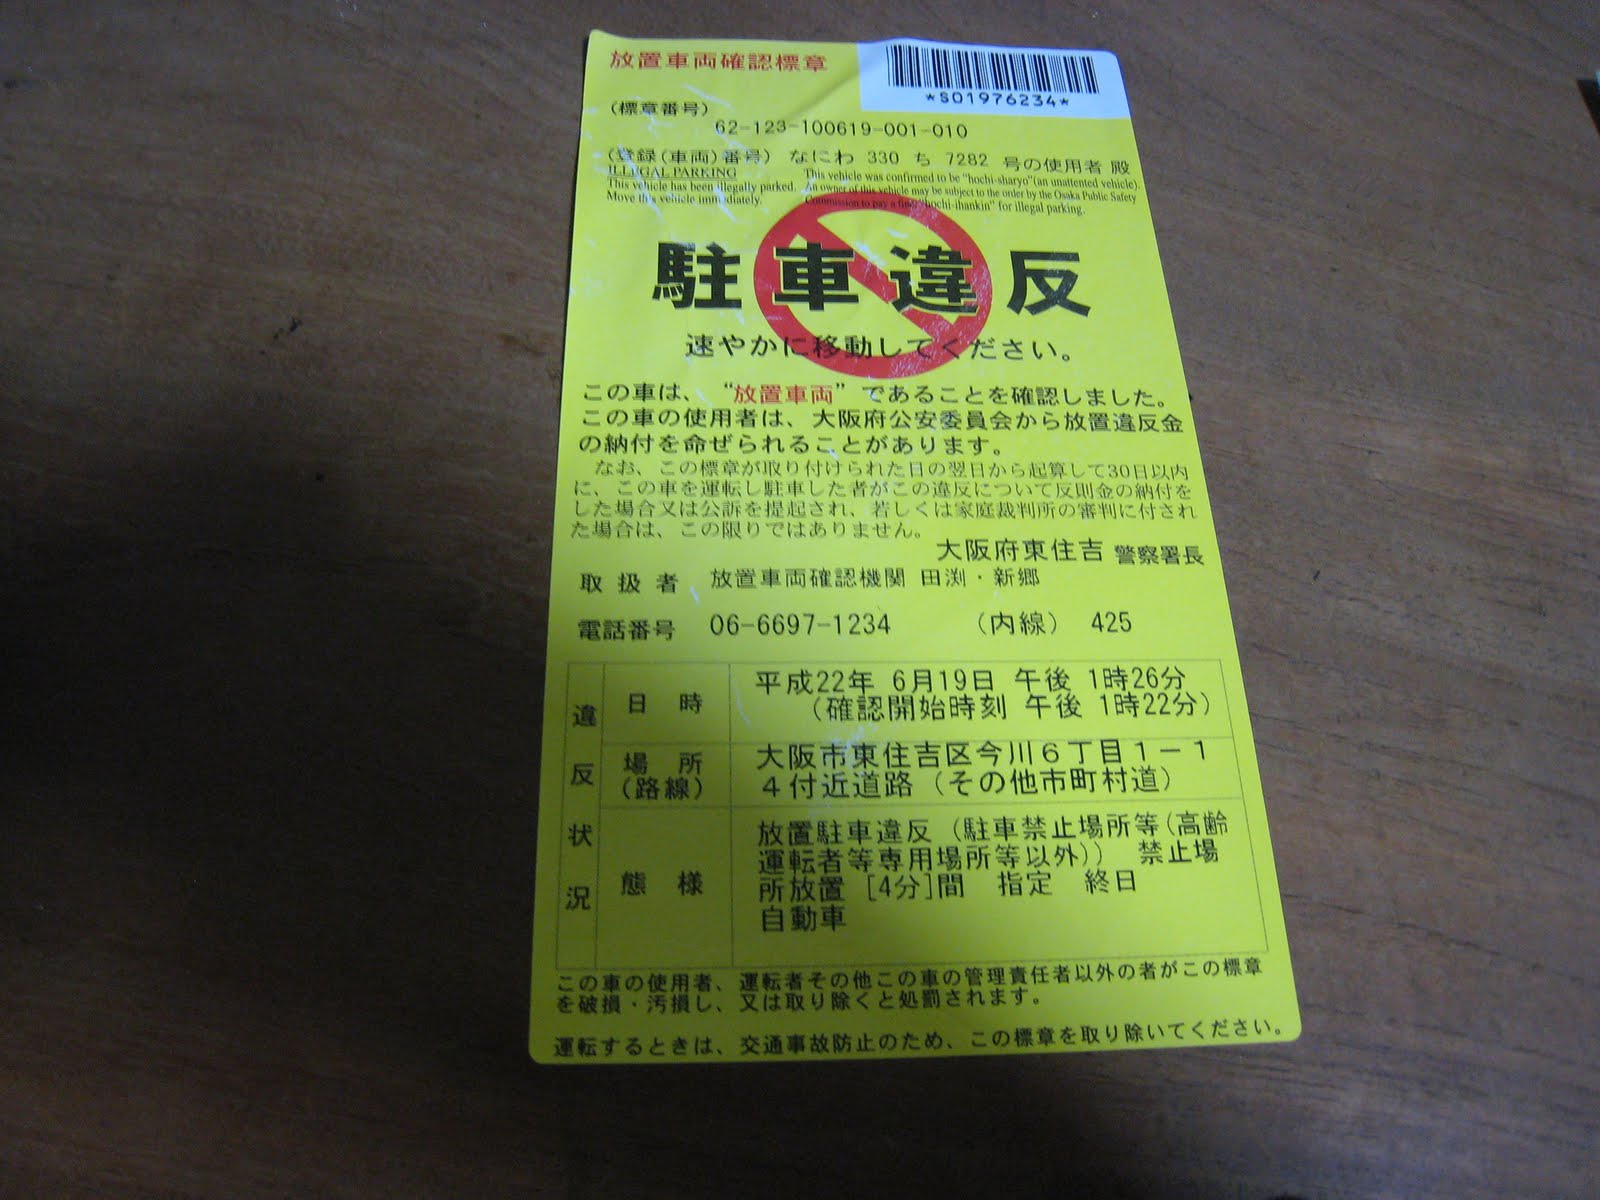 放置車両確認標章
*S01976234*
(標章番号)
62-123-100619-001-010
(登録(車両)番号) なにわ 330 ち 7282 号の使用者 殿
ILLEGAL PARKING
This vehicle has been illegally parked.
Move this vehicle immediately.
This vehicle was confirmed to be "hochi-sharyo"(an unattented vehicle).
An owner of this vehicle may be subject to the order by the Osaka Public Safety
Commission to pay a fine "hochi-ihankin" for illegal parking.
駐車違反
速やかに移動してください。
この車は、“放置車両”であることを確認しました。
この車の使用者は、大阪府公安委員会から放置違反金
の納付を命ぜられることがあります。
なお、この標章が取り付けられた日の翌日から起算して30日以内
に、この車を運転し駐車した者がこの違反について反則金の納付を
した場合又は公訴を提起され、若しくは家庭裁判所の審判に付され
た場合は、この限りではありません。
大阪府東住吉 警察署長
取扱者 放置車両確認機関 田渕・新郷
電話番号 06-6697-1234 (内線) 425
違反状況
日時
平成22年 6月19日 午後 1時26分
(確認開始時刻 午後 1時22分)
場所
(路線)
大阪市東住吉区今川6丁目1-1
4付近道路(その他市町村道)
態様
放置駐車違反(駐車禁止場所等(高齢
運転者等専用場所等以外)) 禁止場
所放置[4分]間 指定 終日
自動車
この車の使用者、運転者その他この車の管理責任者以外の者がこの標章
を破損・汚損し、又は取り除くと処罰されます。
運転するときは、交通事故防止のため、この標章を取り除いてください。